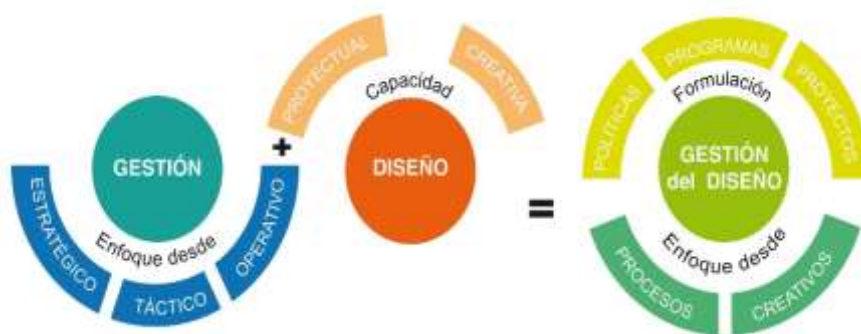 GESTIÓN
Enfoque desde
ESTRATÉGICO
TÁCTICO
OPERATIVO
+
PROYECTUAL
CREATIVA
Capacidad
DISEÑO
=
POLÍTICAS
PROGRAMAS
PROYECTOS
Formulación
GESTIÓN
del DISEÑO
Enfoque desde
PROCESOS
CREATIVOS